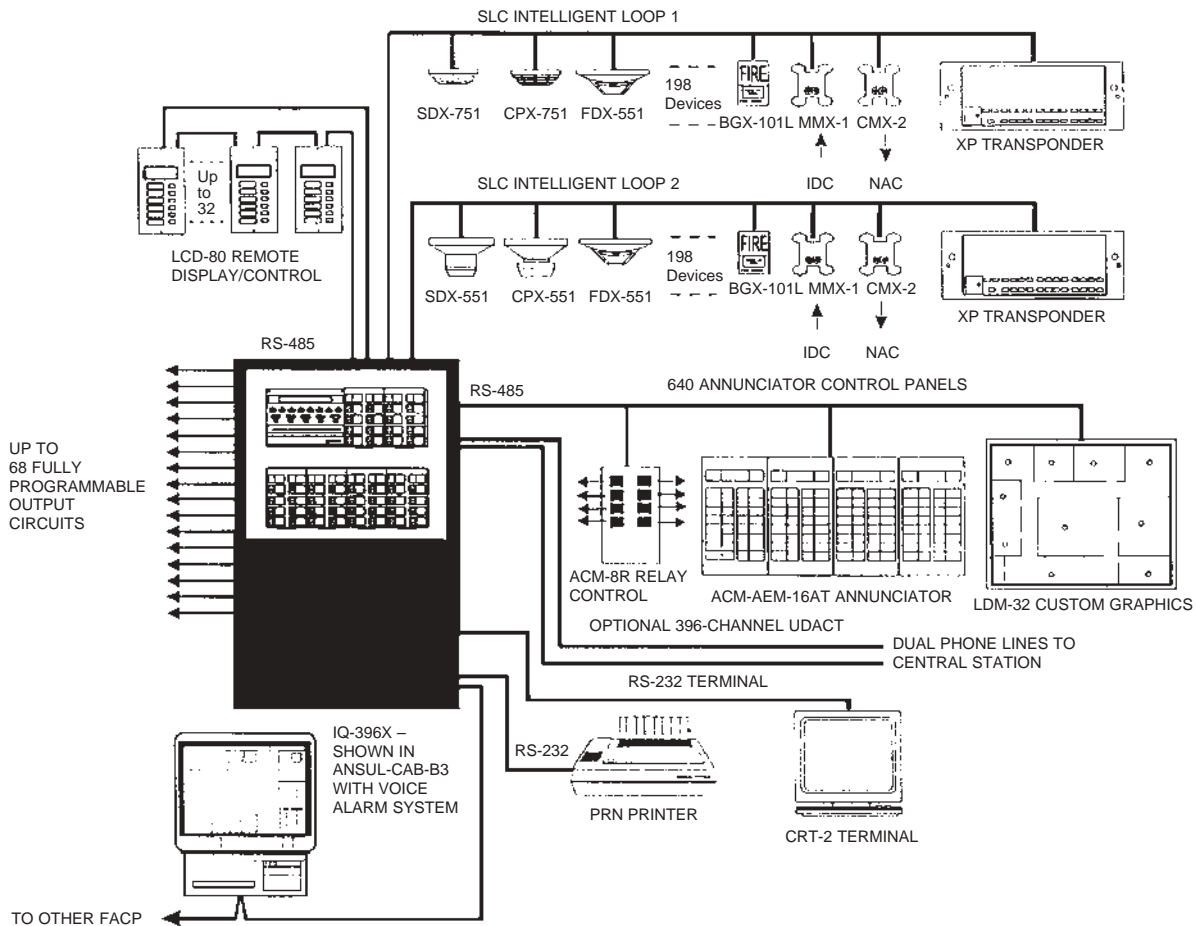 SLC INTELLIGENT LOOP 1
FIRE
198
Devices
SDX-751
CPX-751
FDX-551
BGX-101L
MMX-1
CMX-2
XP TRANSPONDER
IDC
NAC
Up
to
32
LCD-80 REMOTE
DISPLAY/CONTROL
SLC INTELLIGENT LOOP 2
FIRE
198
Devices
SDX-551
CPX-551
FDX-551
BGX-101L
MMX-1
CMX-2
XP TRANSPONDER
IDC
NAC
RS-485
RS-485
640 ANNUNCIATOR CONTROL PANELS
UP TO
68 FULLY
PROGRAMMABLE
OUTPUT
CIRCUITS
ACM-8R RELAY
CONTROL
ACM-AEM-16AT ANNUNCIATOR
LDM-32 CUSTOM GRAPHICS
OPTIONAL 396-CHANNEL UDACT
DUAL PHONE LINES TO
CENTRAL STATION
RS-232 TERMINAL
IQ-396X –
SHOWN IN
ANSUL-CAB-B3
WITH VOICE
ALARM SYSTEM
RS-232
PRN PRINTER
CRT-2 TERMINAL
TO OTHER FACP